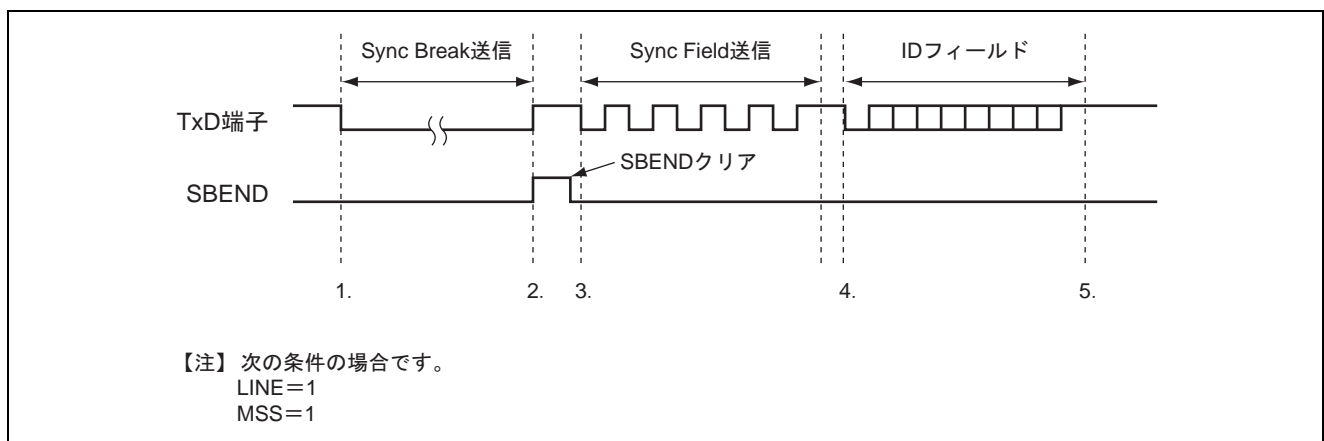 Sync Break送信 Sync Field送信 IDフィールド
TxD端子
SBENDクリア
SBEND
1. 2. 3. 4. 5.
【注】 次の条件の場合です。
LINE＝1
MSS＝1